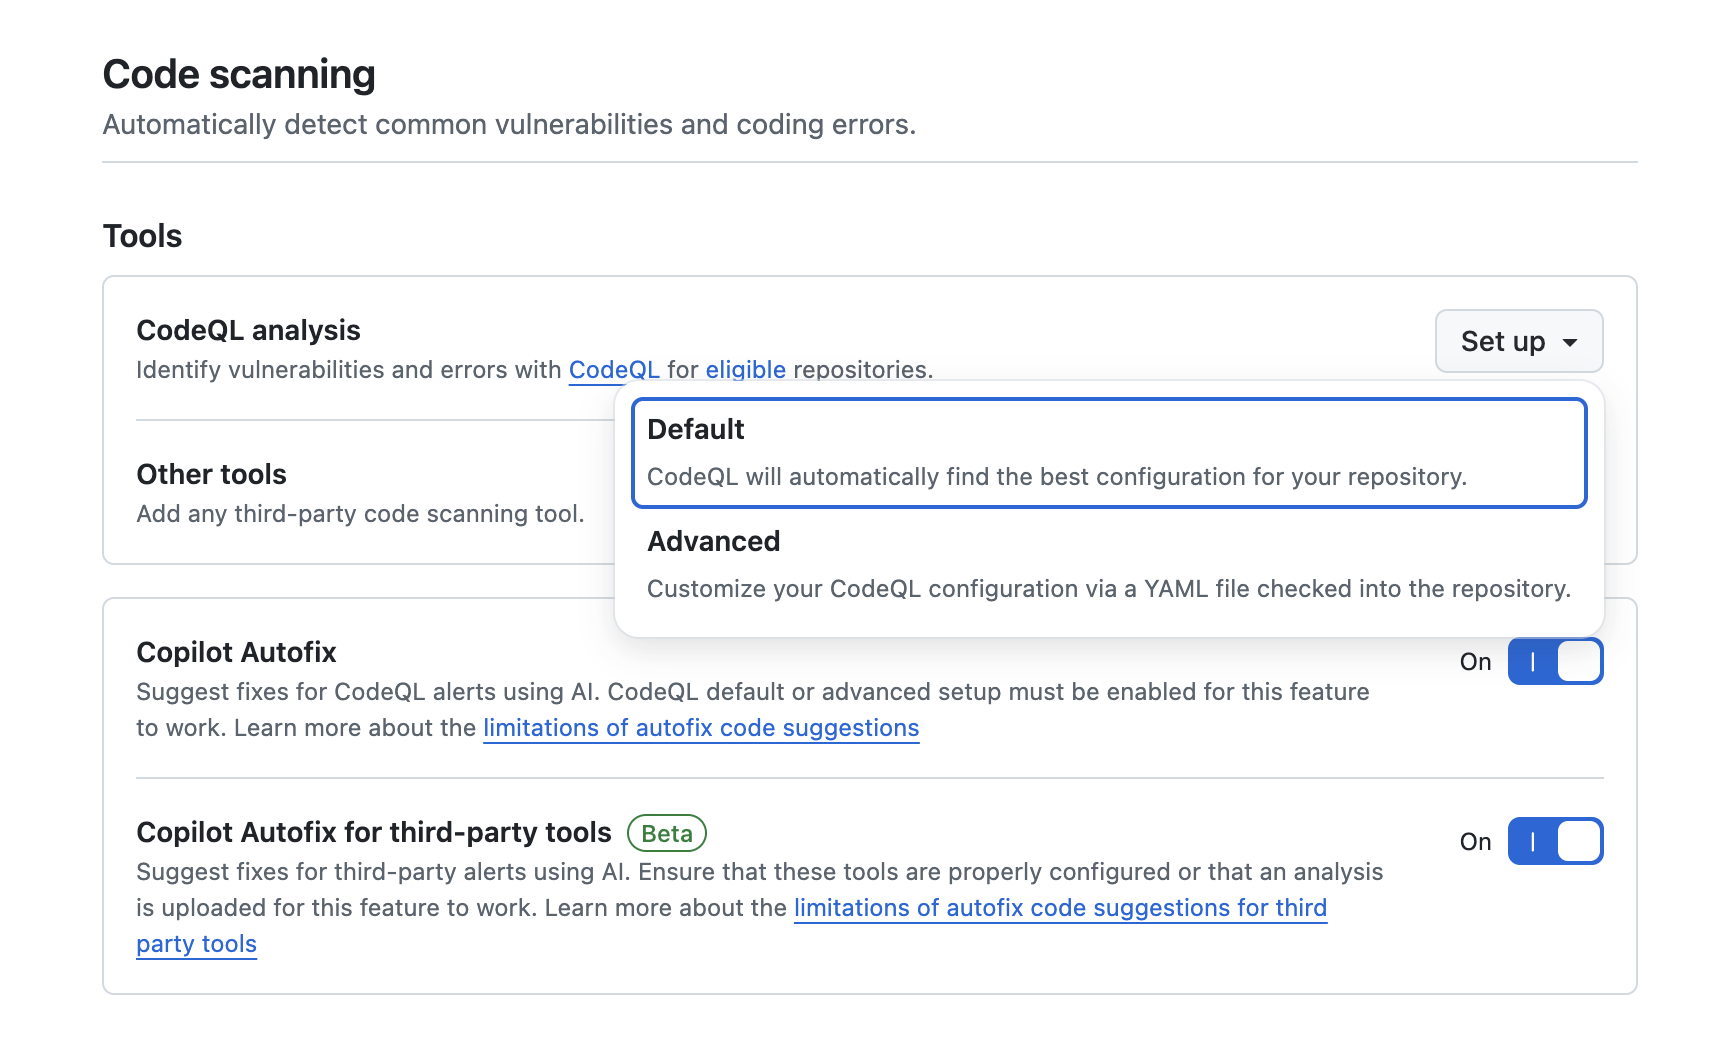 Code scanning
Automatically detect common vulnerabilities and coding errors.
Tools
CodeQL analysis
Identify vulnerabilities and errors with CodeQL for eligible repositories.
Set up
Default
CodeQL will automatically find the best configuration for your repository.
Advanced
Customize your CodeQL configuration via a YAML file checked into the repository.
Other tools
Add any third-party code scanning tool.
Copilot Autofix
Suggest fixes for CodeQL alerts using AI. CodeQL default or advanced setup must be enabled for this feature
to work. Learn more about the limitations of autofix code suggestions
On
Copilot Autofix for third-party tools Beta
Suggest fixes for third-party alerts using AI. Ensure that these tools are properly configured or that an analysis
is uploaded for this feature to work. Learn more about the limitations of autofix code suggestions for third
party tools
On